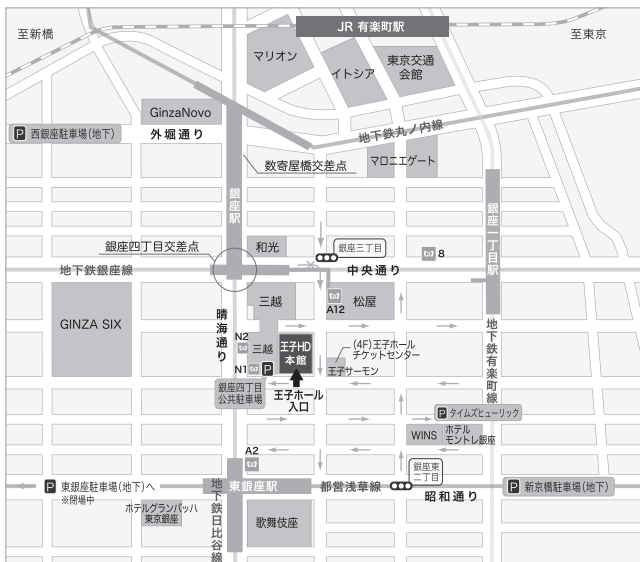 JR 有楽町駅
至新橋
至東京
マリオン
イトシア
東京交通
会館
GinzaNovo
P 西銀座駐車場(地下)
外堀通り
地下鉄丸ノ内線
マロニエゲート
数寄屋橋交差点
銀座駅
銀座一丁目駅
銀座四丁目交差点
和光
銀座三丁目
8
地下鉄銀座線
中央通り
三越
A12
松屋
GINZA SIX
晴海通り
N2
三越
王子HD
本館
(4F)王子ホール
チケットセンター
王子サーモン
地下鉄有楽町線
N1
P
銀座四丁目
公共駐車場
王子ホール
入口
P タイムズヒューリック
WINS
ホテル
モントレ銀座
A2
銀座東
二丁目
P 東銀座駐車場(地下)へ
※閉場中
東銀座駅
都営浅草線
昭和通り
P 新京橋駐車場(地下)
ホテルグランバッハ
東京銀座
地下鉄日比谷線
歌舞伎座